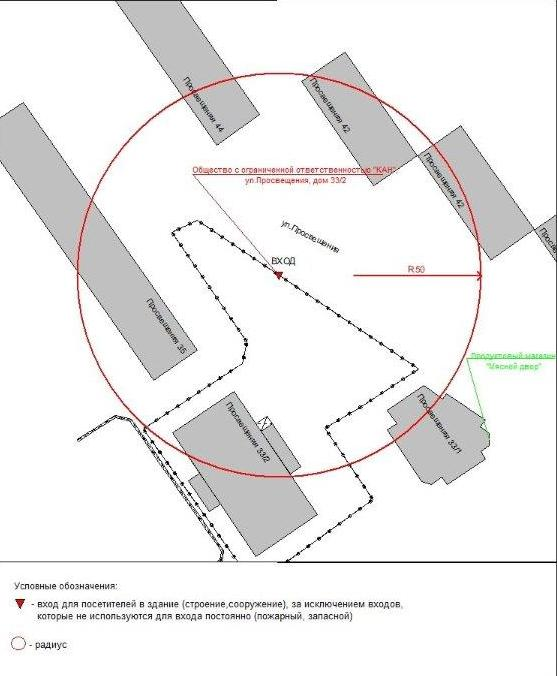 Просвещения 44
Просвещения 42
Просвещения 42
Общество с ограниченной ответственностью "КАН"
ул.Просвещения, дом 33/2
ул.Просвещения
ВХОД
R50
Просвещения 35
Продуктовый магазин
"Мясной двор"
Просвещения 33/2
Просвещения 33/1
Условные обозначения:
- вход для посетителей в здание (строение,сооружение), за исключением входов,
которые не используются для входа постоянно (пожарный, запасной)
- радиус